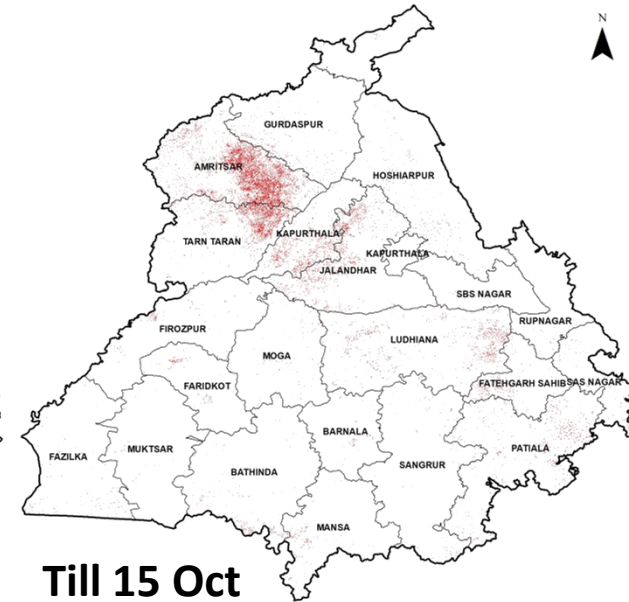 N
GURDASPUR
AMRITSAR
HOSHIARPUR
TARN TARAN
KAPURTHALA
KAPURTHALA
JALANDHAR
SBS NAGAR
RUPNAGAR
FIROZPUR
LUDHIANA
MOGA
FARIDKOT
FATEHGARH SAHIB
SAS NAGAR
BARNALA
PATIALA
FAZILKA
MUKTSAR
SANGRUR
BATHINDA
MANSA
Till 15 Oct